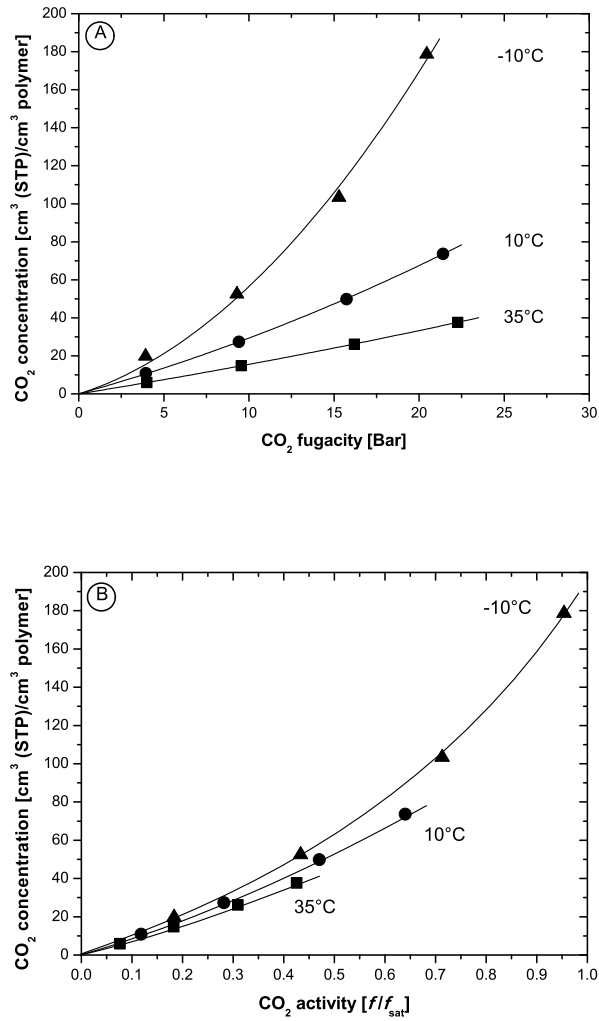 A
200
180
160
140
120
100
80
60
40
20
0
CO2 concentration [cm3 (STP)/cm3 polymer]
-10°C
10°C
35°C
0 5 10 15 20 25 30
CO2 fugacity [Bar]
B
200
180
160
140
120
100
80
60
40
20
0
CO2 concentration [cm3 (STP)/cm3 polymer]
-10°C
10°C
35°C
0.0 0.1 0.2 0.3 0.4 0.5 0.6 0.7 0.8 0.9 1.0
CO2 activity [f/fsat]